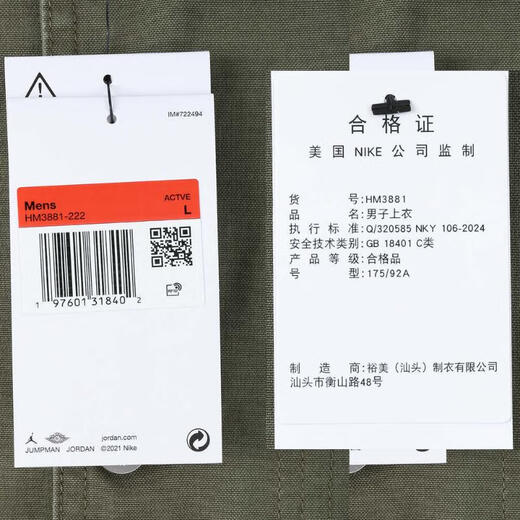 IM#722494
Mens
HM3881-222
ACTVE
L
1 97601 31840 2
RFID
JUMPMAN JORDAN
jordan.com
©2021 Nike
合格证
美国 NIKE 公司监制
货号:HM3881
品名:男子上衣
执行标准:Q/320585 NKY 106-2024
安全技术类别:GB 18401 C类
产品等级:合格品
号型:175/92A
制造商:裕美（汕头）制衣有限公司
汕头市衡山路48号